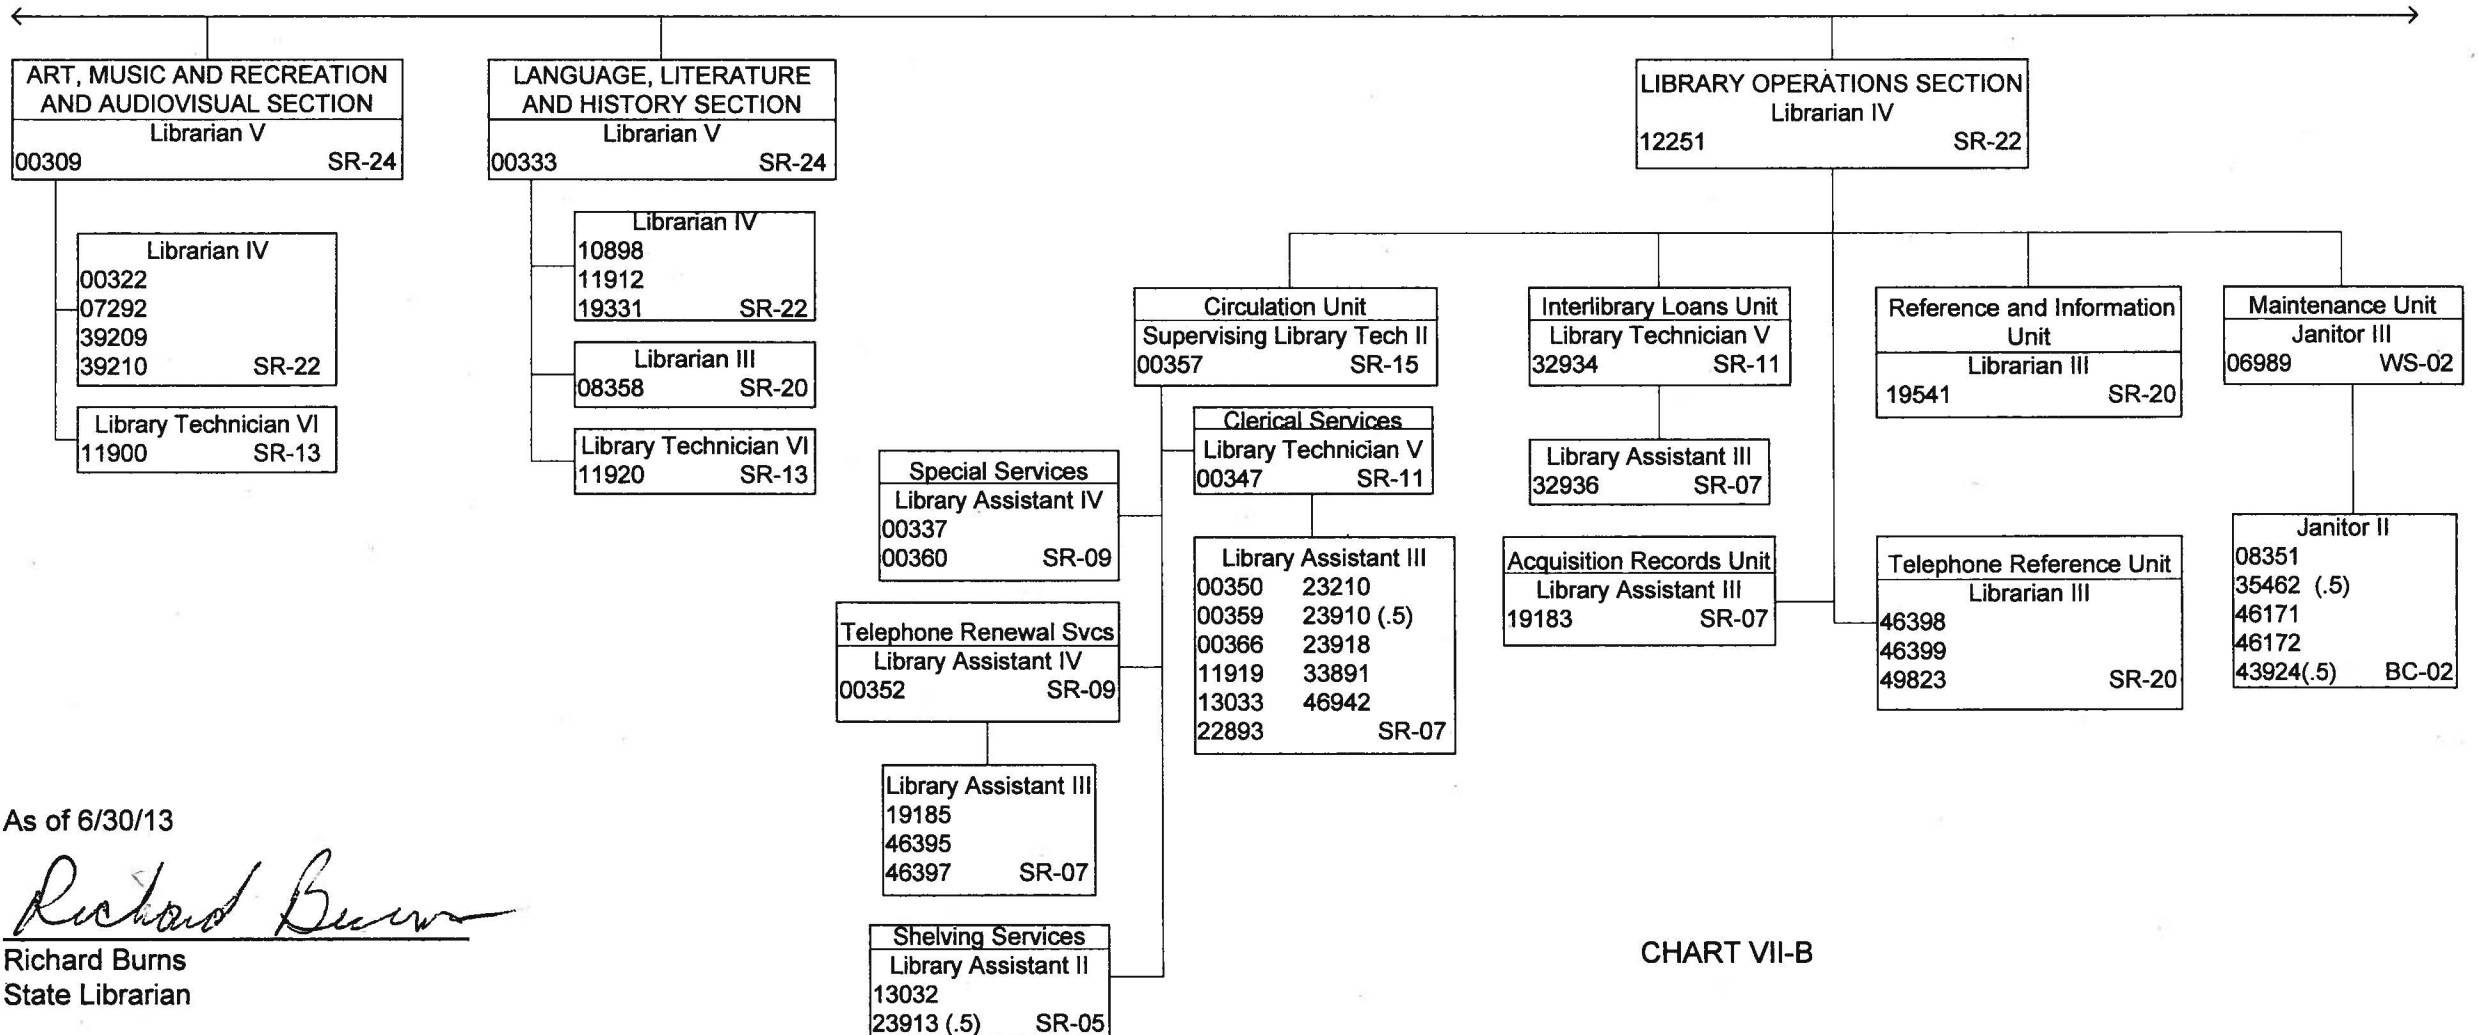 ART, MUSIC AND RECREATION
AND AUDIOVISUAL SECTION
Librarian V
00309 SR-24
Librarian IV
00322
07292
39209
39210 SR-22
Library Technician VI
11900 SR-13
LANGUAGE, LITERATURE
AND HISTORY SECTION
Librarian V
00333 SR-24
Librarian IV
10898
11912
19331 SR-22
Librarian III
08358 SR-20
Library Technician VI
11920 SR-13
LIBRARY OPERATIONS SECTION
Librarian IV
12251 SR-22
Circulation Unit
Supervising Library Tech II
00357 SR-15
Clerical Services
Library Technician V
00347 SR-11
Library Assistant III
00350 23210
00359 23910 (.5)
00366 23918
11919 33891
13033 46942
22893 SR-07
Special Services
Library Assistant IV
00337
00360 SR-09
Telephone Renewal Svcs
Library Assistant IV
00352 SR-09
Library Assistant III
19185
46395
46397 SR-07
Shelving Services
Library Assistant II
13032
23913 (.5) SR-05
Interlibrary Loans Unit
Library Technician V
32934 SR-11
Library Assistant III
32936 SR-07
Acquisition Records Unit
Library Assistant III
19183 SR-07
Reference and Information
Unit
Librarian III
19541 SR-20
Telephone Reference Unit
Librarian III
46398
46399
49823 SR-20
Maintenance Unit
Janitor III
06989 WS-02
Janitor II
08351
35462 (.5)
46171
46172
43924(.5) BC-02
As of 6/30/13
Richard Burns
Richard Burns
State Librarian
CHART VII-B